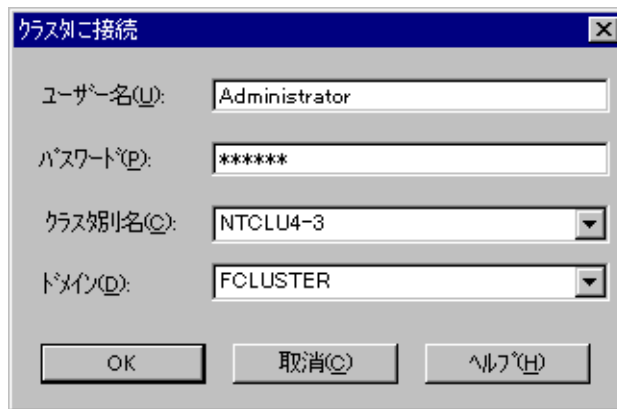 クラスタに接続
ユーザー名(U): Administrator
パスワード(P): ******
クラスタ別名(C): NTCLU4-3
ドメイン(D): FCLUSTER
OK 取消(C) ヘルプ(H)